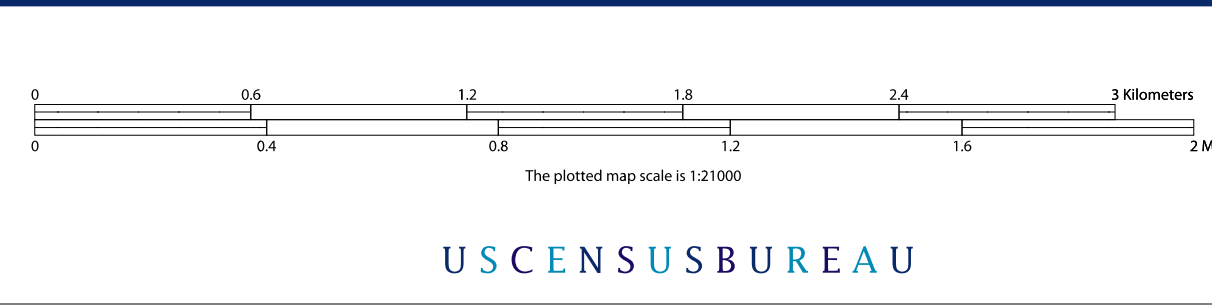 0 0.6 1.2 1.8 2.4 3 Kilometers
0 0.4 0.8 1.2 1.6 2 M
The plotted map scale is 1:21000
USCENSUSBUREAU